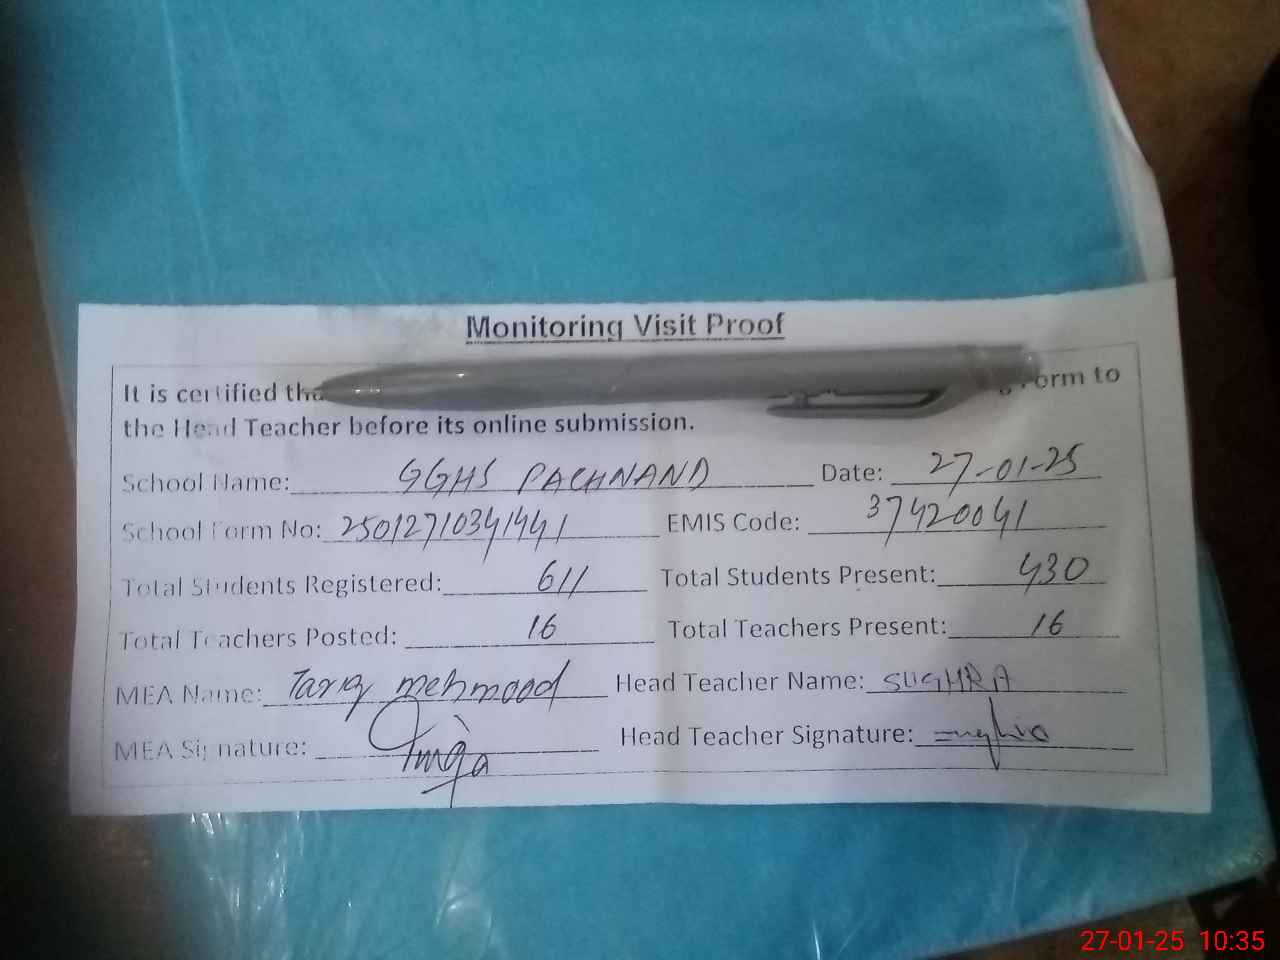 Monitoring Visit Proof
It is certified Form to
the Head Teacher before its online submission.
School Name: GGHS PACHNAND Date: 27-01-25
School Form No: 25012710341441 EMIS Code: 37420041
Total Students Registered: 611 Total Students Present: 430
Total Teachers Posted: 16 Total Teachers Present: 16
MEA Name: Tariq mehmood Head Teacher Name: SUGHRA
MEA Signature: Head Teacher Signature:
27-01-25 10:35